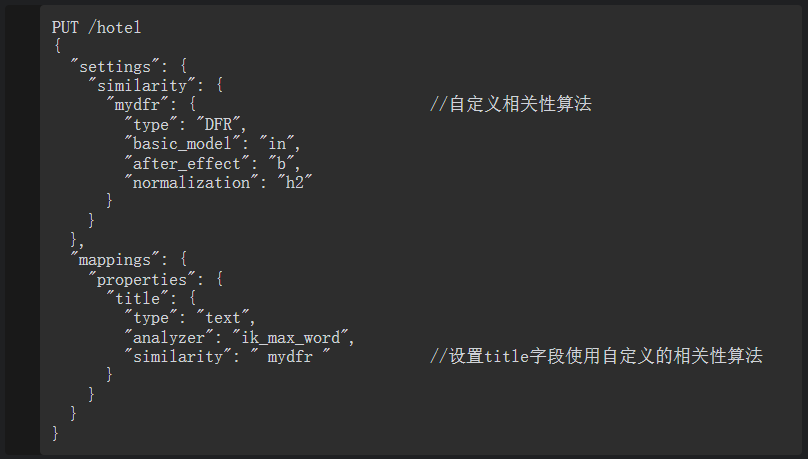 PUT /hotel
{
  "settings": {
    "similarity": {
      "mydfr": {                          //自定义相关性算法
        "type": "DFR",
        "basic_model": "in",
        "after_effect": "b",
        "normalization": "h2"
      }
    }
  },
  "mappings": {
    "properties": {
      "title": {
        "type": "text",
        "analyzer": "ik_max_word",
        "similarity": " mydfr "           //设置title字段使用自定义的相关性算法
      }
    }
  }
}